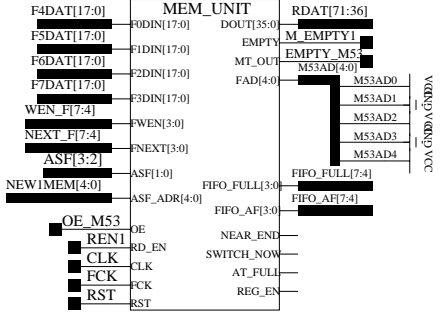 MEM_UNIT
F4DAT[17:0]
F0DIN[17:0]
DOUT[35:0]
RDAT[71:36]
F5DAT[17:0]
F1DIN[17:0]
EMPTY
M_EMPTY1
F6DAT[17:0]
F2DIN[17:0]
MT_OUT
EMPTY_M53
F7DAT[17:0]
F3DIN[17:0]
FAD[4:0]
M53AD[4:0]
M53AD0
M53AD1
M53AD2
M53AD3
M53AD4
VCC
WEN_F[7:4]
FWEN[3:0]
NEXT_F[7:4]
FNEXT[3:0]
ASF[3:2]
ASF[1:0]
NEW1MEM[4:0]
ASF_ADR[4:0]
FIFO_FULL[3:0]
FIFO_FULL[7:4]
FIFO_AF[3:0]
FIFO_AF[7:4]
OE_M53
OE
NEAR_END
REN1
RD_EN
SWITCH_NOW
CLK
CLK
AT_FULL
FCK
FCK
REG_EN
RST
RST